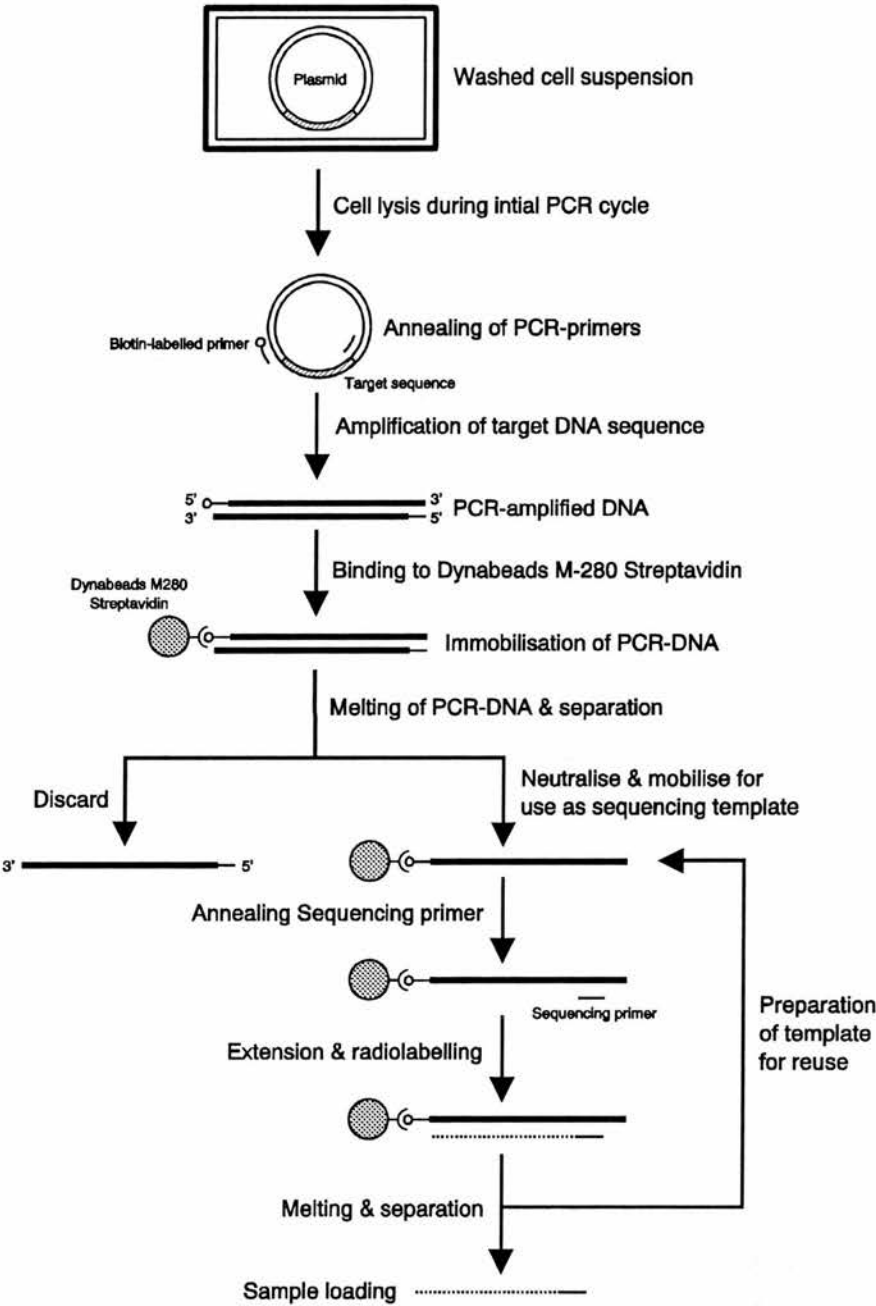 Plasmid
Washed cell suspension
Cell lysis during intial PCR cycle
Annealing of PCR-primers
Biotin-labelled primer
Target sequence
Amplification of target DNA sequence
5' 3'
3' 5'
PCR-amplified DNA
Binding to Dynabeads M-280 Streptavidin
Dynabeads M280
Streptavidin
Immobilisation of PCR-DNA
Melting of PCR-DNA & separation
Discard
Neutralise & mobilise for
use as sequencing template
3' 5'
Annealing Sequencing primer
Sequencing primer
Preparation
of template
for reuse
Extension & radiolabelling
Melting & separation
Sample loading